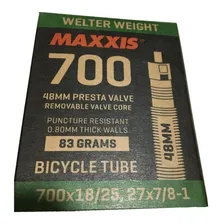 WELTER WEIGHT
MAXXIS
700
48MM PRESTA VALVE
REMOVABLE VALVE CORE
PUNCTURE RESISTANT
0.80MM THICK WALLS
83 GRAMS
48MM
BICYCLE TUBE
700x18/25, 27x7/8-1